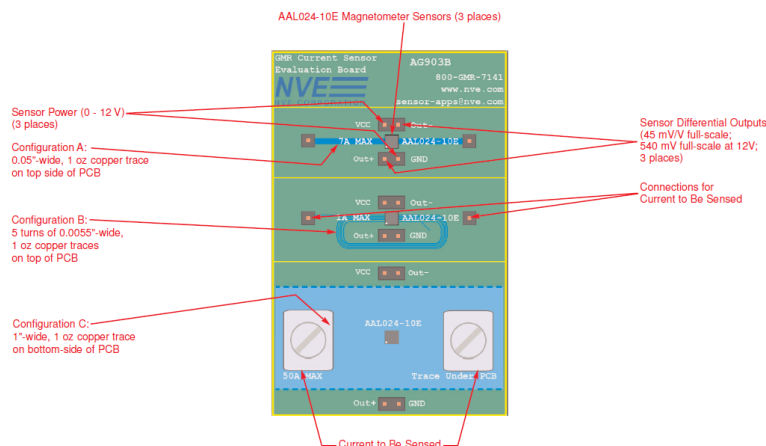 AAL024-10E Magnetometer Sensors (3 places)
GMR Current Sensor
Evaluation Board
AG903B
800-GMR-7141
www.nve.com
sensor-apps@nve.com
NVE
NVE CORPORATION
Sensor Power (0 - 12 V)
(3 places)
Sensor Differential Outputs
(45 mV/V full-scale;
540 mV full-scale at 12V;
3 places)
VCC Out-
7A MAX AAL024-10E
Out+ GND
Configuration A:
0.05"-wide, 1 oz copper trace
on top side of PCB
Connections for
Current to Be Sensed
VCC Out-
1A MAX AAL024-10E
Out+ GND
Configuration B:
5 turns of 0.0055"-wide,
1 oz copper traces
on top of PCB
VCC Out-
Configuration C:
1"-wide, 1 oz copper trace
on bottom-side of PCB
AAL024-10E
50A MAX Trace Under PCB
Out+ GND
Current to Be Sensed